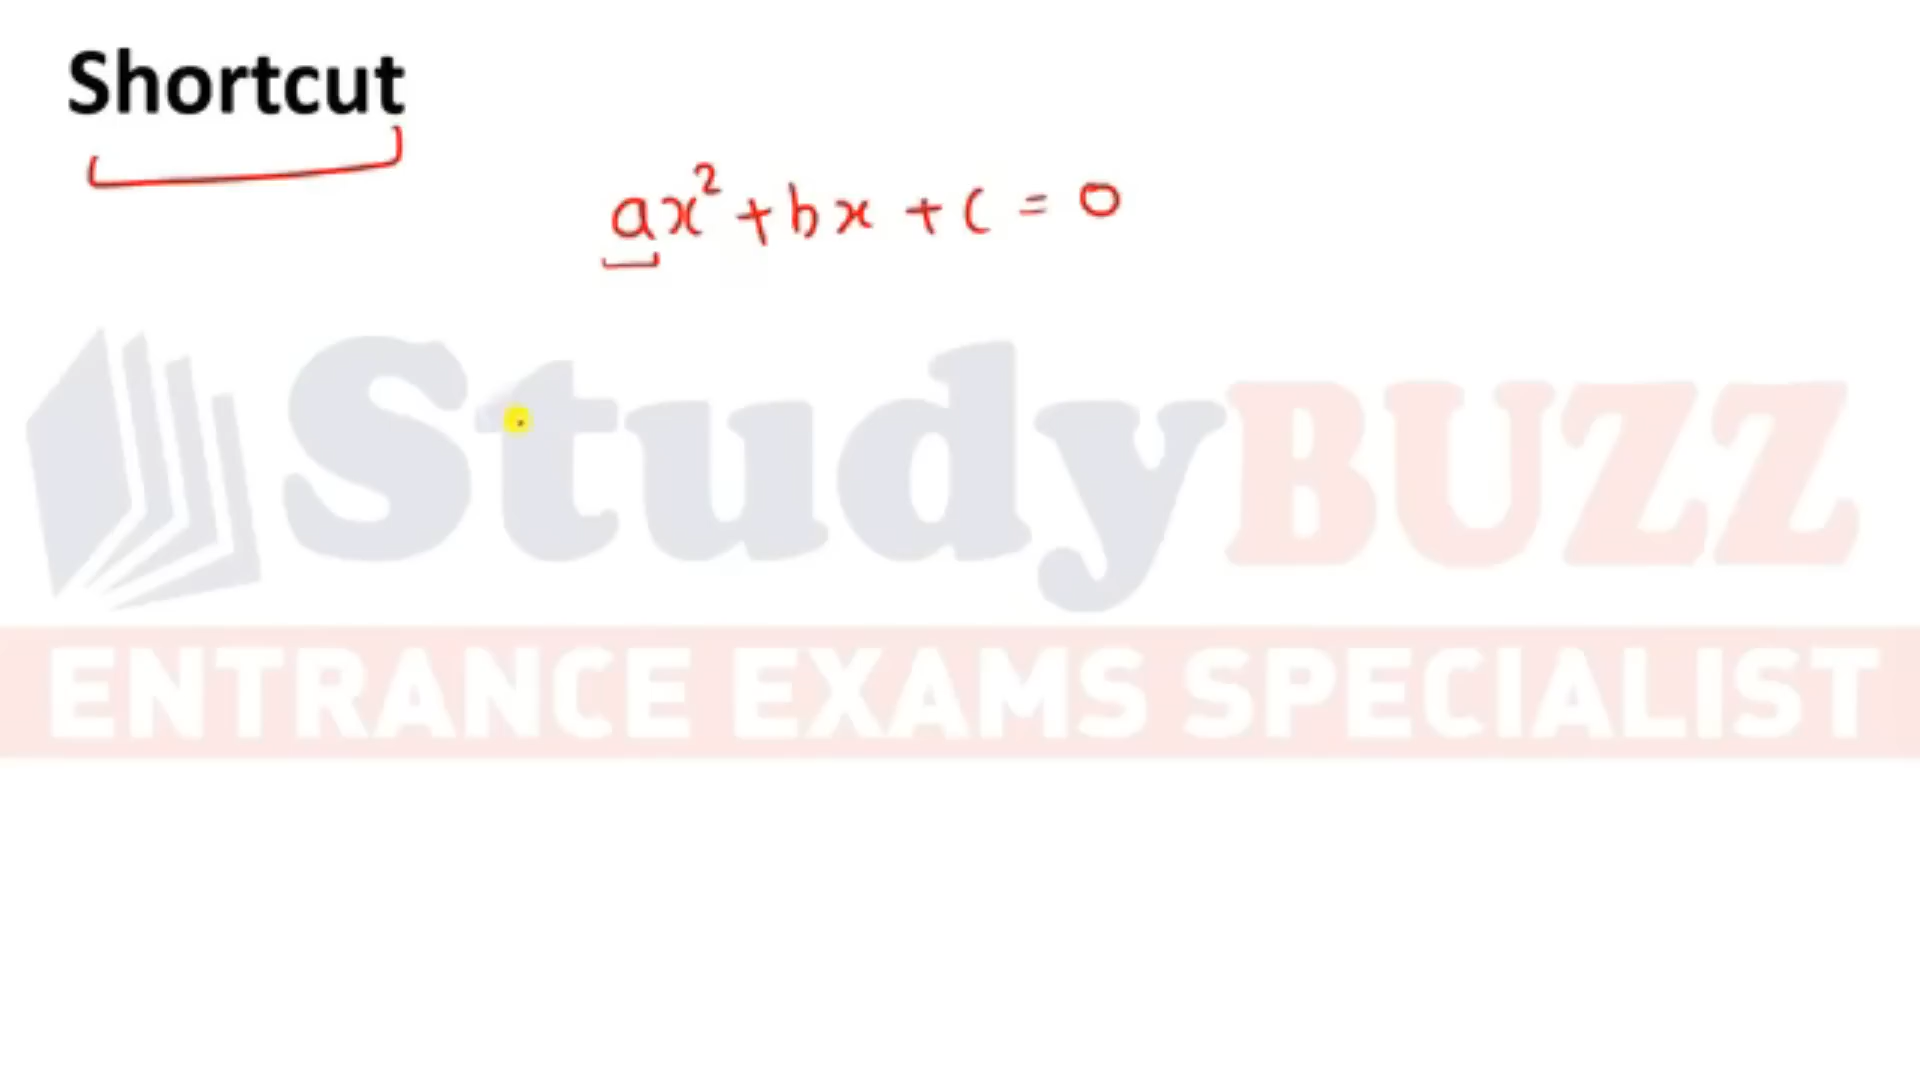 Shortcut
ax² + bx + c = 0
StudyBUZZ
ENTRANCE EXAMS SPECIALIST